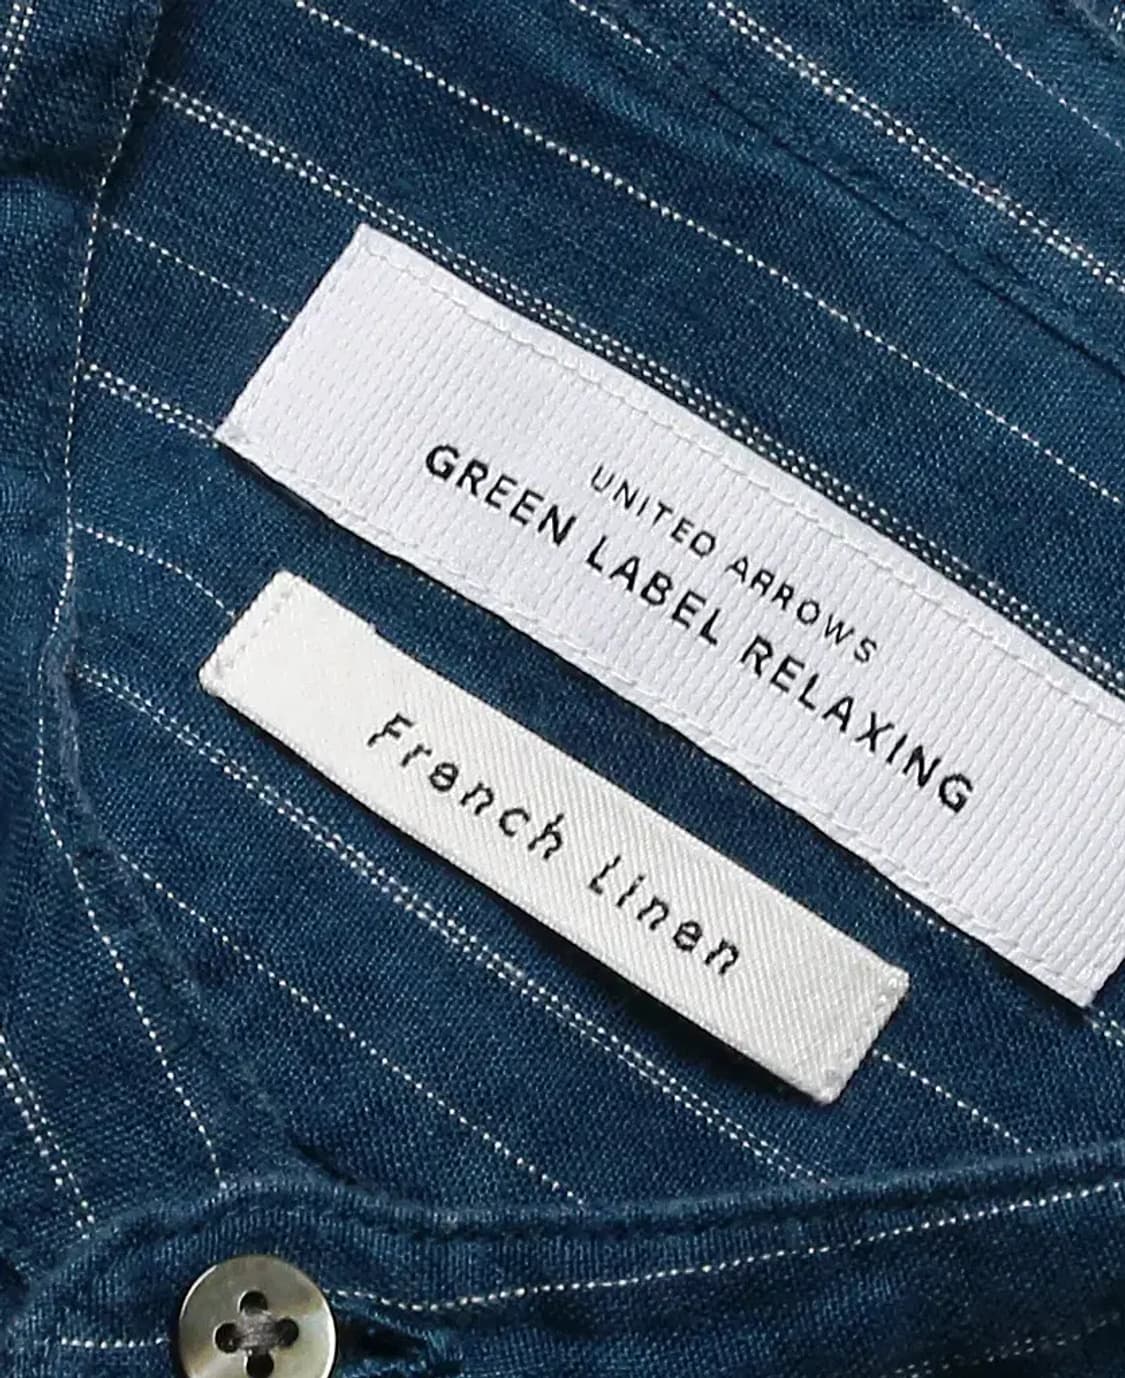 UNITED ARROWS
GREEN LABEL RELAXING
French Linen